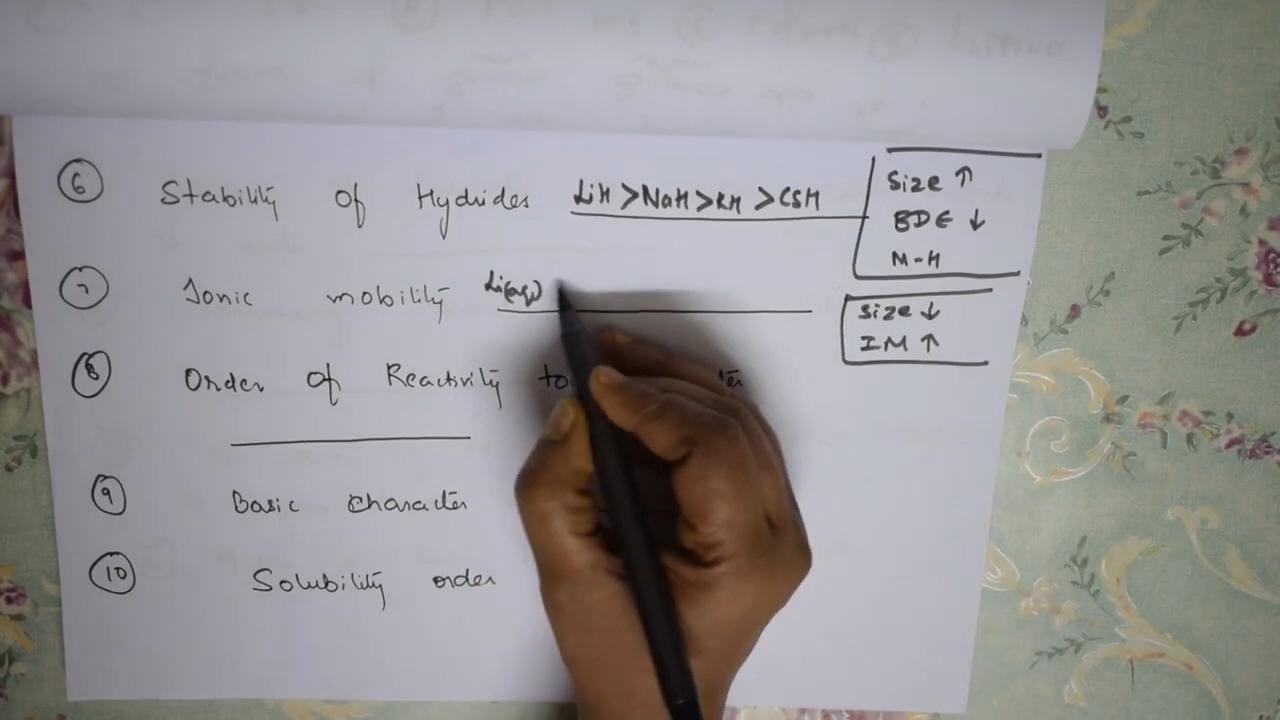 6 Stability of Hydrides LiH >NaH>KH >CSH
Size ↑
BDE ↓
M-H
7 Ionic mobility Li(aq)
Size ↓
IM ↑
8 Order of Reactivity
9 Basic character
10 Solubility order